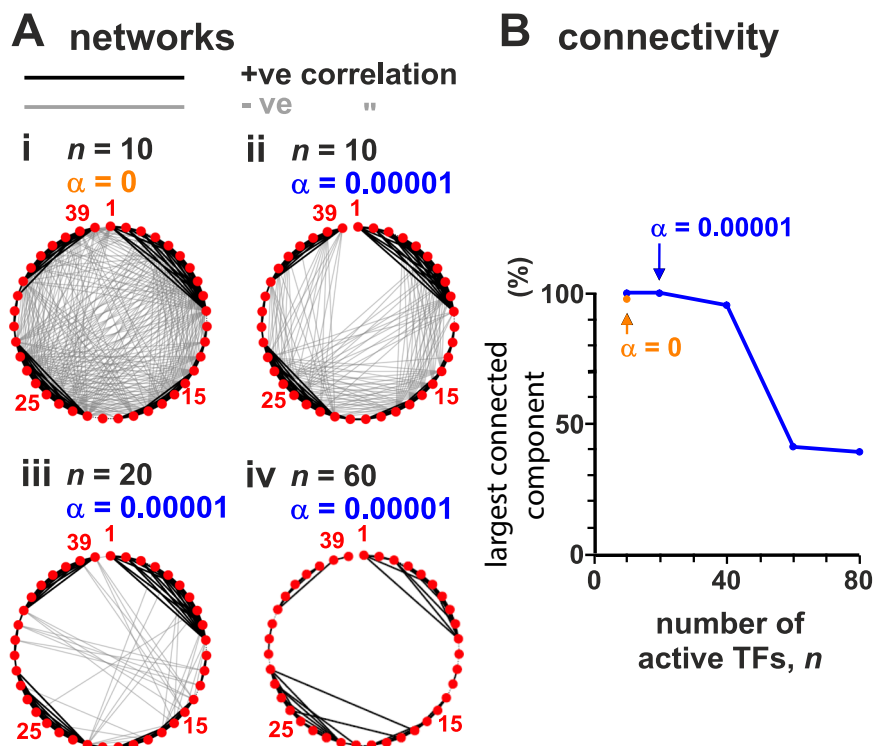 A networks
+ve correlation
- ve "
i n = 10
α = 0
39 1
25 15
ii n = 10
α = 0.00001
39 1
25 15
iii n = 20
α = 0.00001
39 1
25 15
iv n = 60
α = 0.00001
39 1
25 15
B connectivity
α = 0.00001
(%)
100
α = 0
50
0
largest connected
component
0 40 80
number of
active TFs, n